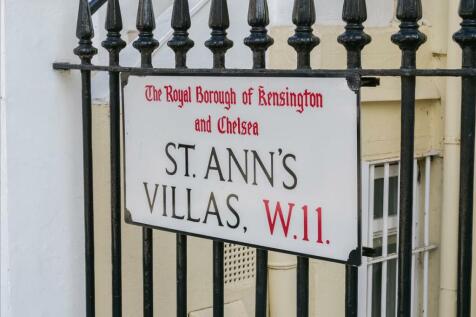 The Royal Borough of Kensington
and Chelsea
ST. ANN'S
VILLAS, W.11.